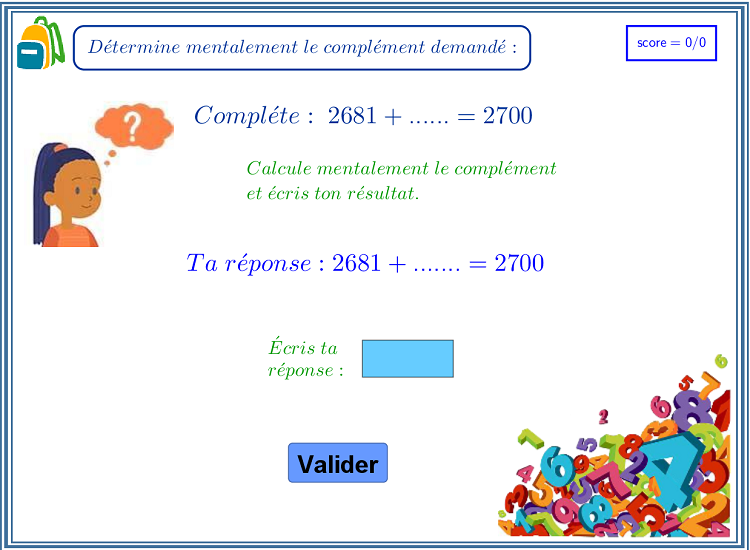 Détermine mentalement le complément demandé :
score = 0/0
?
Compléte : 2681 + ...... = 2700
Calcule mentalement le complément
et écris ton résultat.
Ta réponse : 2681 + ....... = 2700
Écris ta
réponse :
Valider